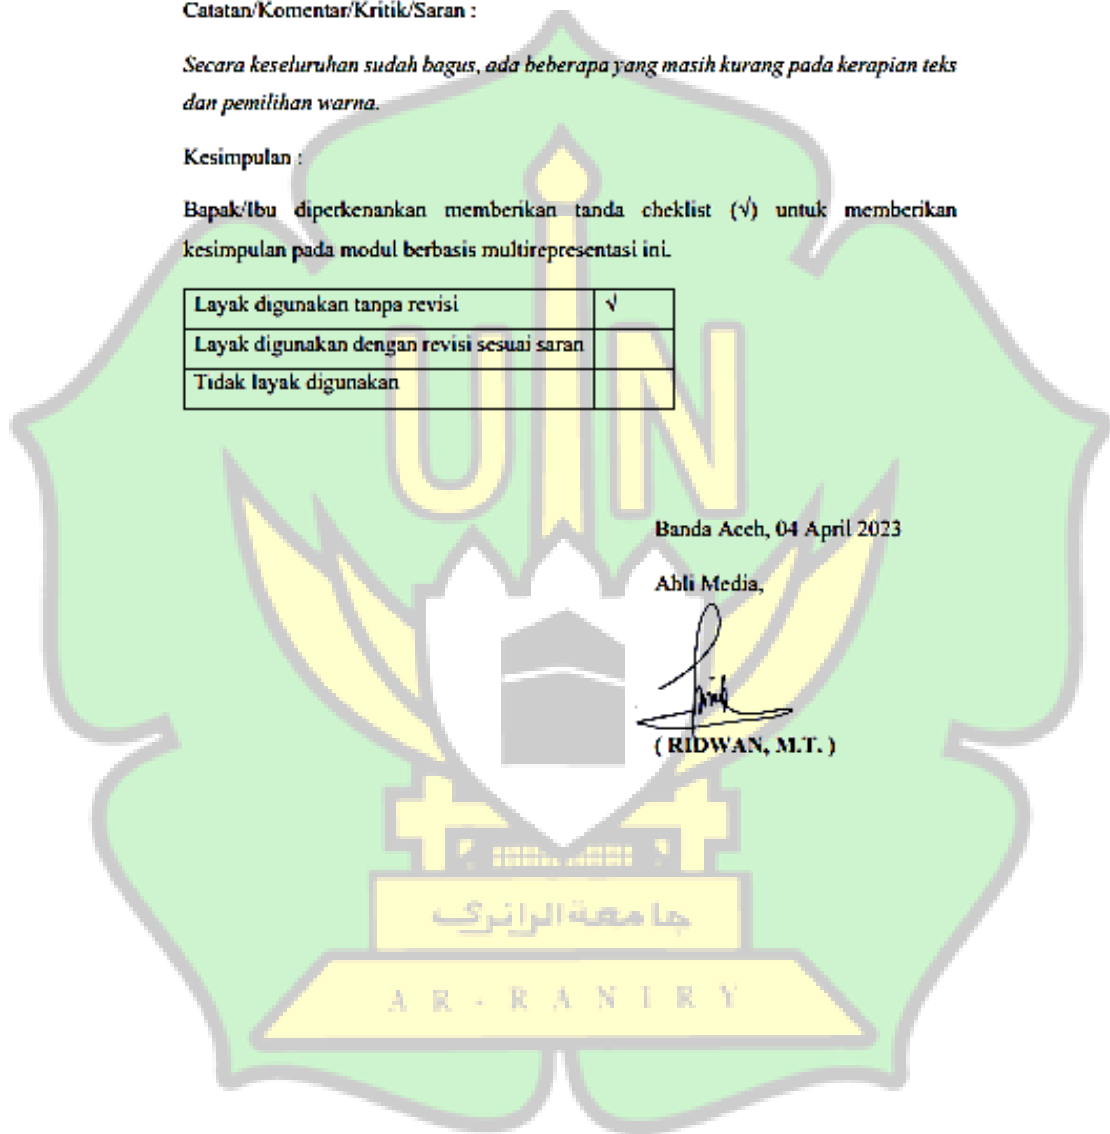 Catatan/Komentar/Kritik/Saran :
Secara keseluruhan sudah bagus, ada beberapa yang masih kurang pada kerapian teks
dan pemilihan warna.
Kesimpulan :
Bapak/Ibu diperkenankan memberikan tanda cheklist (√) untuk memberikan
kesimpulan pada modul berbasis multirepresentasi ini.
Layak digunakan tanpa revisi √
Layak digunakan dengan revisi sesuai saran
Tidak layak digunakan
UIN
Banda Aceh, 04 April 2023
Ahli Media,
( RIDWAN, M.T. )
جامعة الرانري
AR-RANIRY